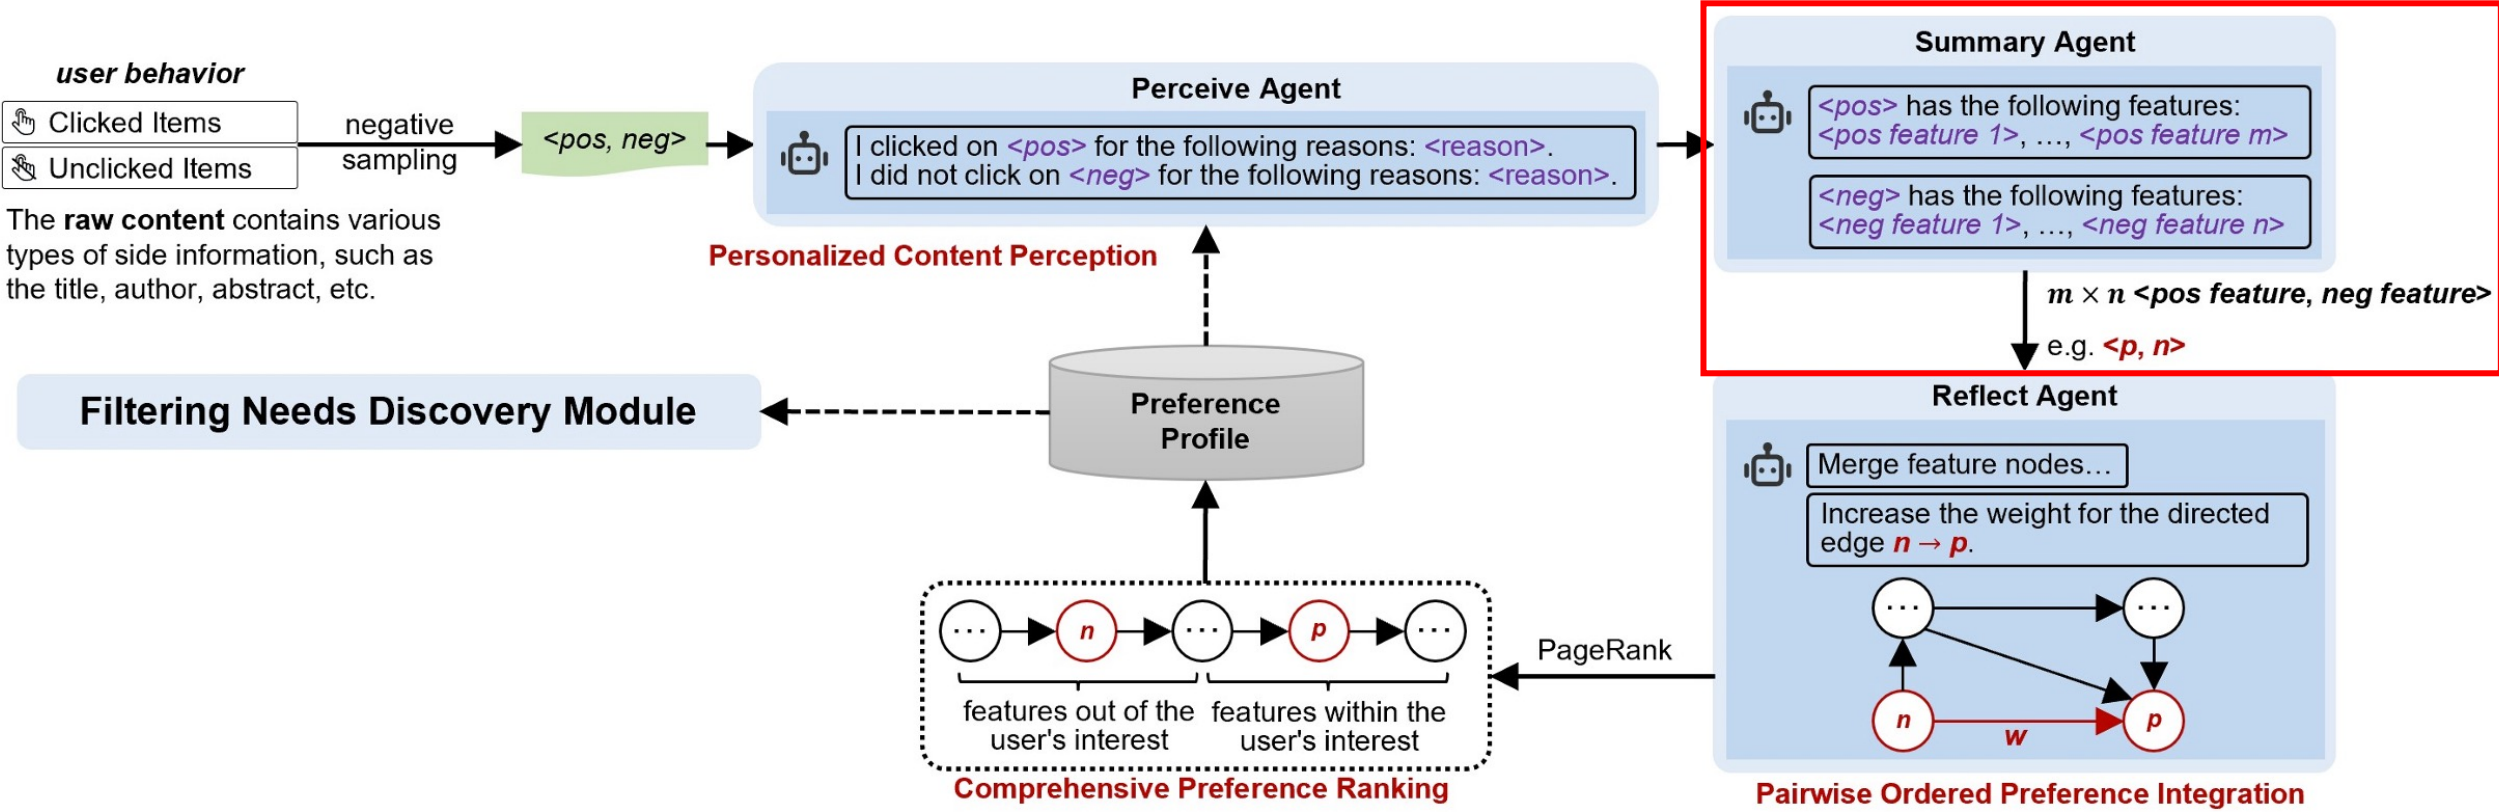 user behavior
Clicked Items
Unclicked Items
The raw content contains various
types of side information, such as
the title, author, abstract, etc.
negative
sampling
<pos, neg>
Perceive Agent
I clicked on <pos> for the following reasons: <reason>.
I did not click on <neg> for the following reasons: <reason>.
Personalized Content Perception
Summary Agent
<pos> has the following features:
<pos feature 1>, …, <pos feature m>
<neg> has the following features:
<neg feature 1>, …, <neg feature n>
m × n <pos feature, neg feature>
e.g. <p, n>
Reflect Agent
Merge feature nodes…
Increase the weight for the directed
edge n → p.
…
…
n
w
p
Pairwise Ordered Preference Integration
PageRank
…
n
…
p
…
features out of the
user's interest
features within the
user's interest
Comprehensive Preference Ranking
Preference
Profile
Filtering Needs Discovery Module